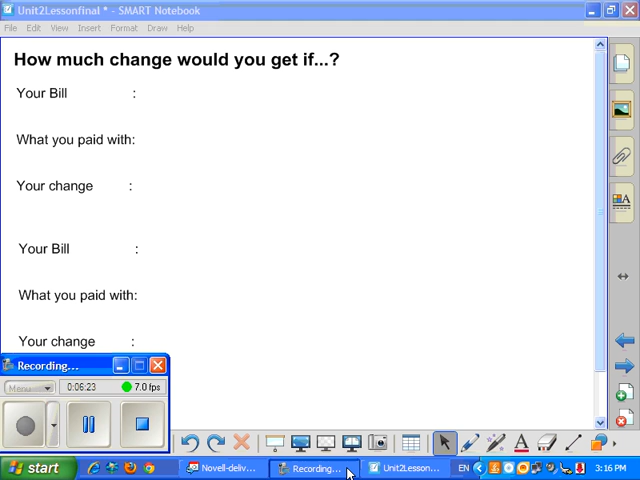 Unit2Lessonfinal * - SMART Notebook
File Edit View Insert Format Draw Help
How much change would you get if...?
Your Bill :
What you paid with:
Your change :
Your Bill :
What you paid with:
Your change :
Recording...
Menu 0:06:23 7.0 fps
start Novell-deliv... Recording... Unit2Lesson... EN 3:16 PM